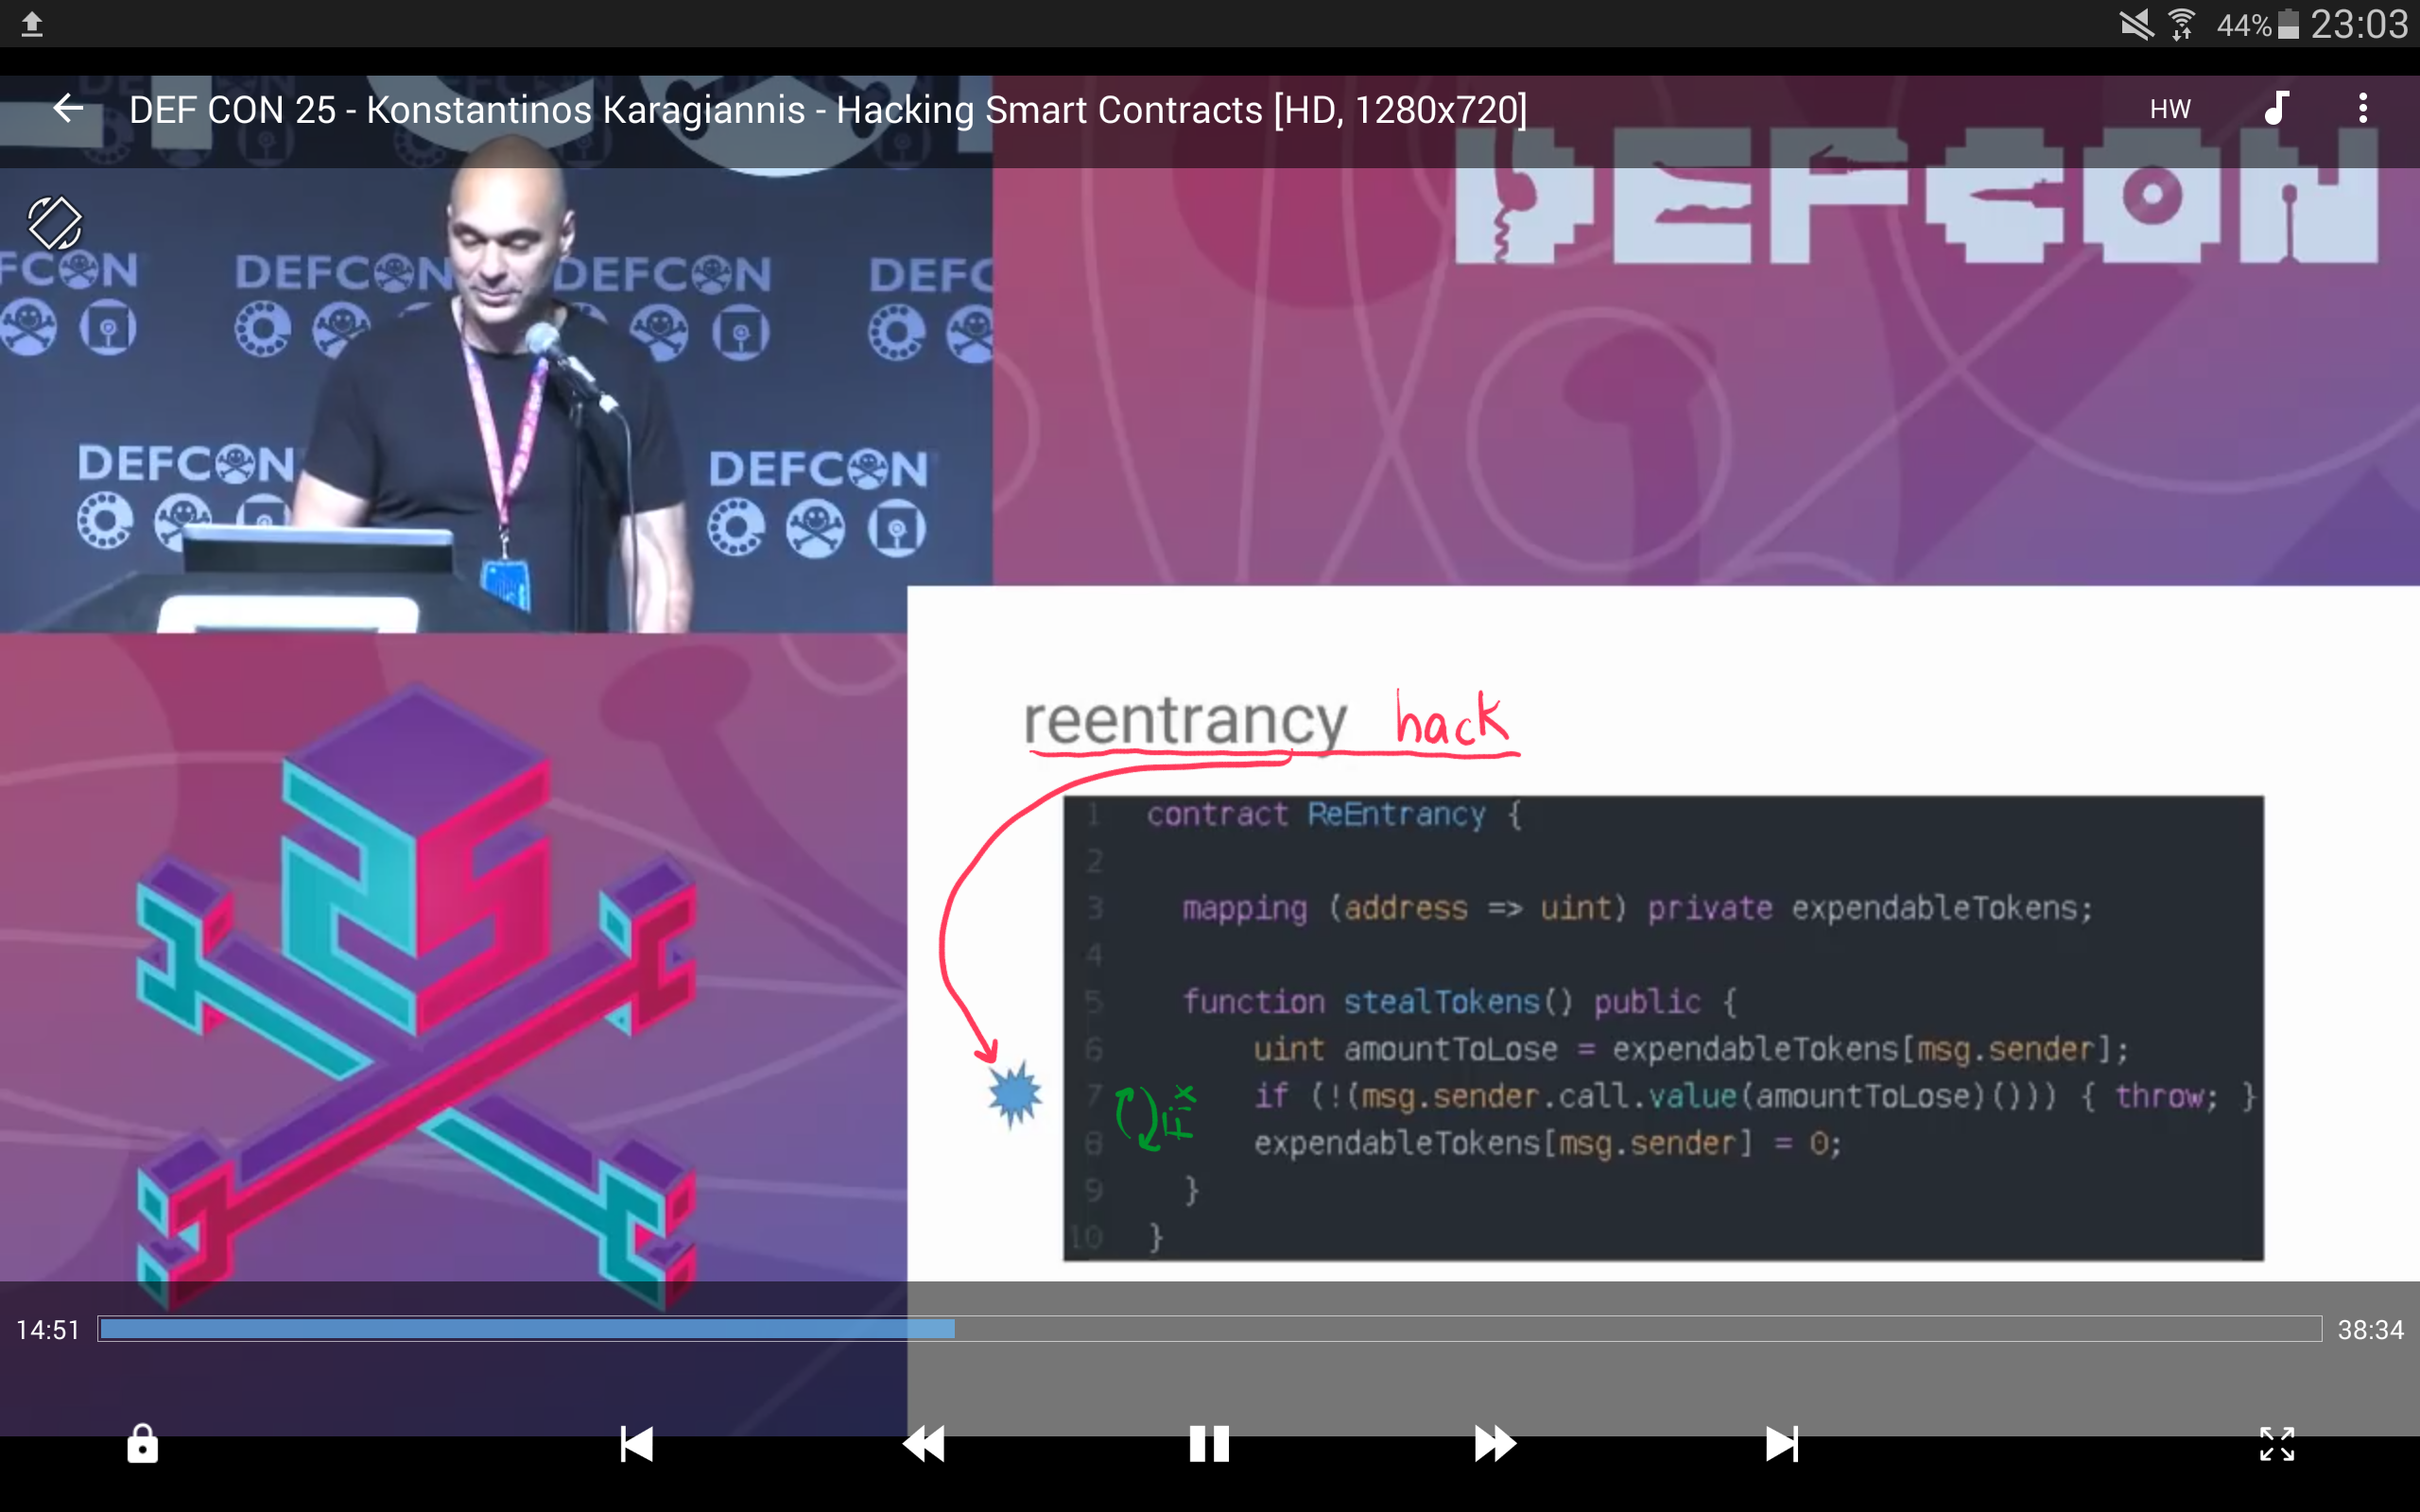 44% 23:03
DEF CON 25 - Konstantinos Karagiannis - Hacking Smart Contracts [HD, 1280x720]
HW
DEFCON
FCON DEFCON DEFCON DEFC
DEFCON DEFCON
reentrancy hack
1 contract ReEntrancy {
2
3 mapping (address => uint) private expendableTokens;
4
5 function stealTokens() public {
6 uint amountToLose = expendableTokens[msg.sender];
7 if (!(msg.sender.call.value(amountToLose)())) { throw; }
Fix
8 expendableTokens[msg.sender] = 0;
9 }
10 }
25
14:51 38:34